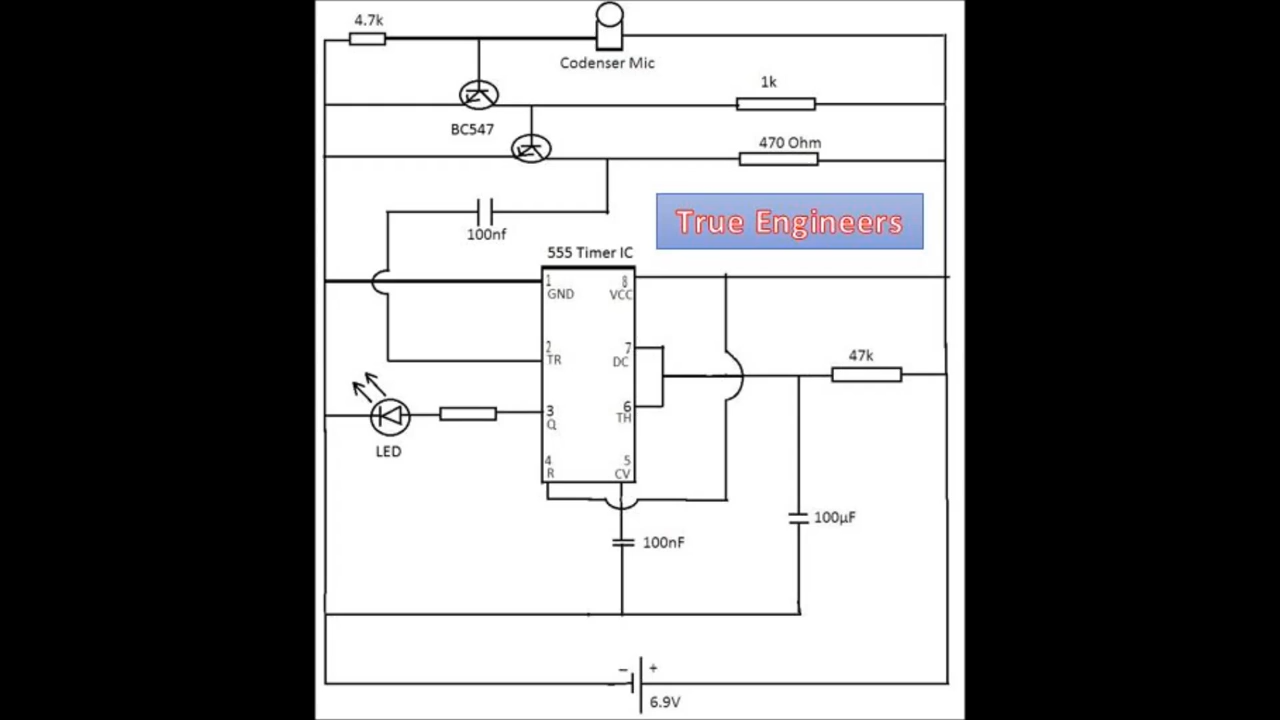 4.7k
Codenser Mic
1k
BC547
470 Ohm
True Engineers
100nf
555 Timer IC
1 8
GND VCC
2 7
TR DC
47k
3 6
Q TH
LED
4 5
R CV
100µF
100nF
− +
6.9V